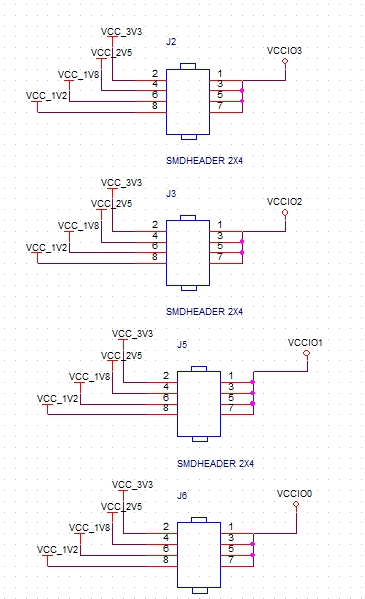 VCC_3V3
J2
VCC_2V5
VCCIO3
VCC_1V8
2 1
4 3
VCC_1V2
6 5
8 7
SMDHEADER 2X4
VCC_3V3
J3
VCC_2V5
VCCIO2
VCC_1V8
2 1
4 3
VCC_1V2
6 5
8 7
SMDHEADER 2X4
VCC_3V3
J5
VCCIO1
VCC_2V5
VCC_1V8
2 1
4 3
VCC_1V2
6 5
8 7
SMDHEADER 2X4
VCC_3V3
J6
VCCIO0
VCC_2V5
VCC_1V8
2 1
4 3
VCC_1V2
6 5
8 7